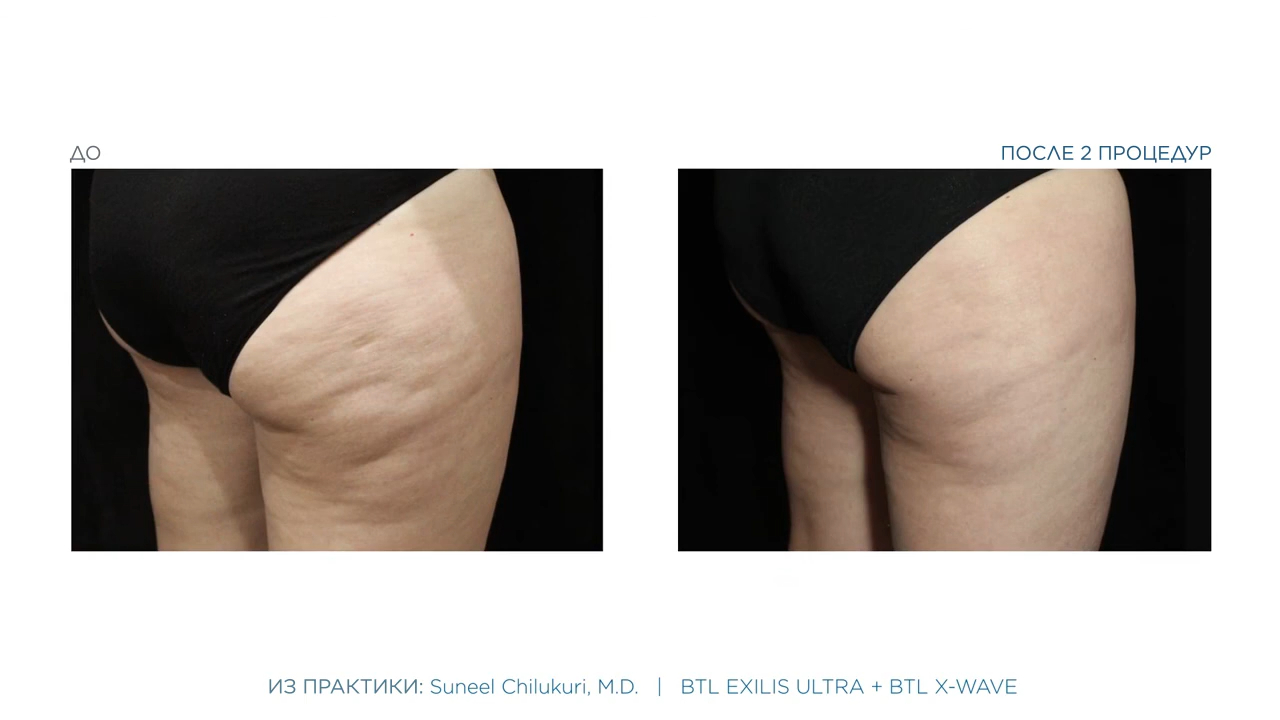 ДО
ПОСЛЕ 2 ПРОЦЕДУР
ИЗ ПРАКТИКИ: Suneel Chilukuri, M.D. | BTL EXILIS ULTRA + BTL X-WAVE